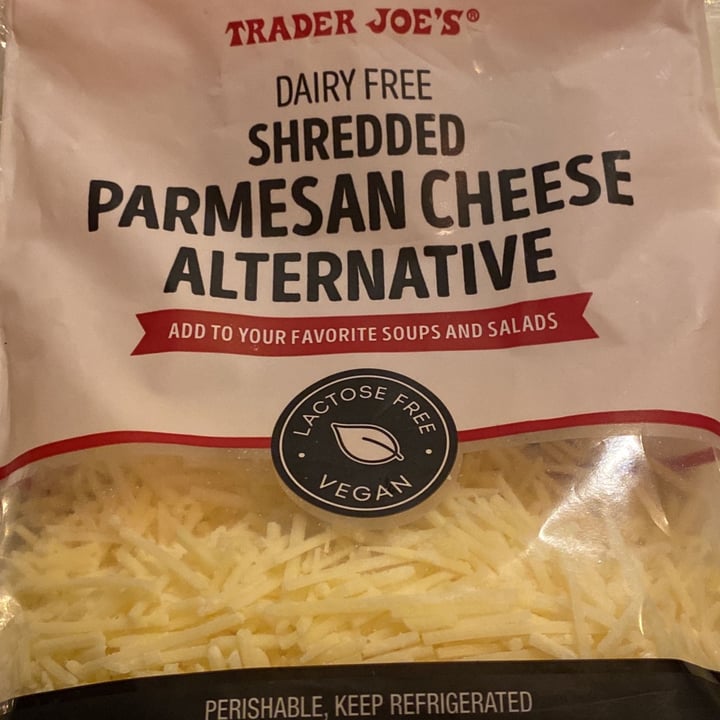 TRADER JOE'S®
DAIRY FREE
SHREDDED
PARMESAN CHEESE
ALTERNATIVE
ADD TO YOUR FAVORITE SOUPS AND SALADS
LACTOSE FREE
VEGAN
PERISHABLE, KEEP REFRIGERATED